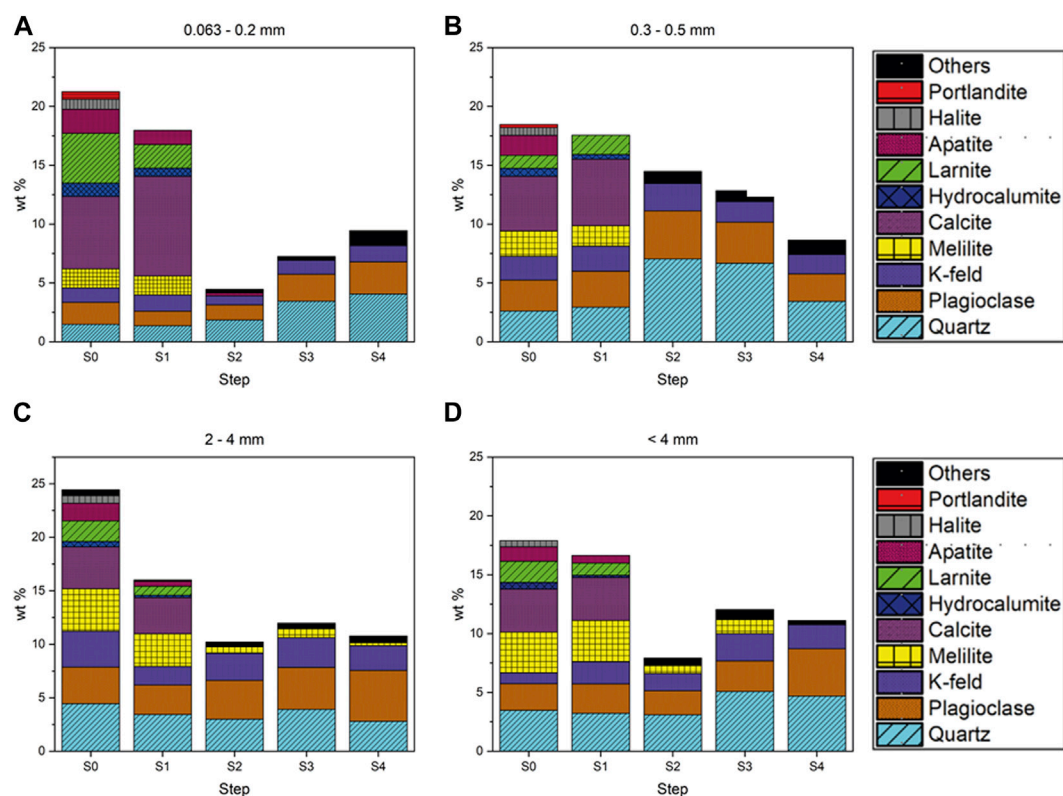 A
0.063 - 0.2 mm
25
20
15
10
5
0
wt %
S0 S1 S2 S3 S4
Step
B
0.3 - 0.5 mm
25
20
15
10
5
0
wt %
S0 S1 S2 S3 S4
Step
Others
Portlandite
Halite
Apatite
Larnite
Hydrocalumite
Calcite
Melilite
K-feld
Plagioclase
Quartz
C
2 - 4 mm
25
20
15
10
5
0
wt %
S0 S1 S2 S3 S4
Step
D
< 4 mm
25
20
15
10
5
0
wt %
S0 S1 S2 S3 S4
Step
Others
Portlandite
Halite
Apatite
Larnite
Hydrocalumite
Calcite
Melilite
K-feld
Plagioclase
Quartz